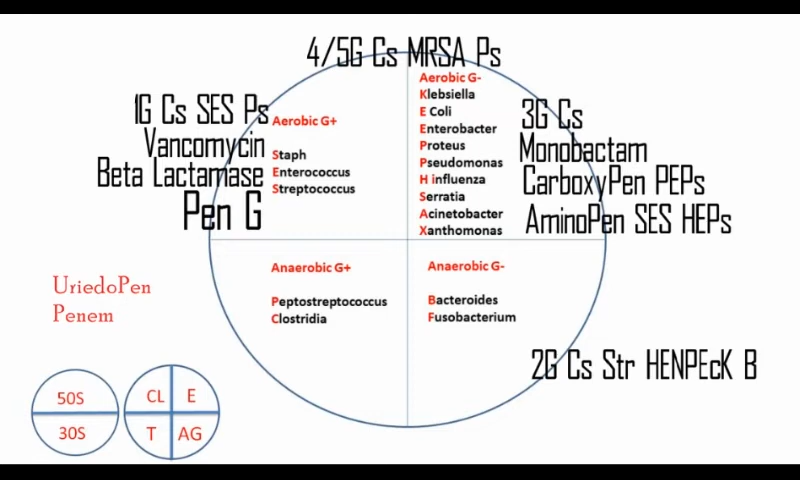 4/5G Cs MRSA Ps
1G Cs SES Ps
Vancomycin
Beta Lactamase
Pen G
Aerobic G+
Staph
Enterococcus
Streptococcus
Aerobic G-
Klebsiella
E Coli
Enterobacter
Proteus
Pseudomonas
H influenza
Serratia
Acinetobacter
Xanthomonas
3G Cs
Monobactam
CarboxyPen PEPs
AminoPen SES HEPs
Anaerobic G+
Peptostreptococcus
Clostridia
Anaerobic G-
Bacteroides
Fusobacterium
UriedoPen
Penem
2G Cs Str HENPEcK B
50S
30S
CL E
T AG